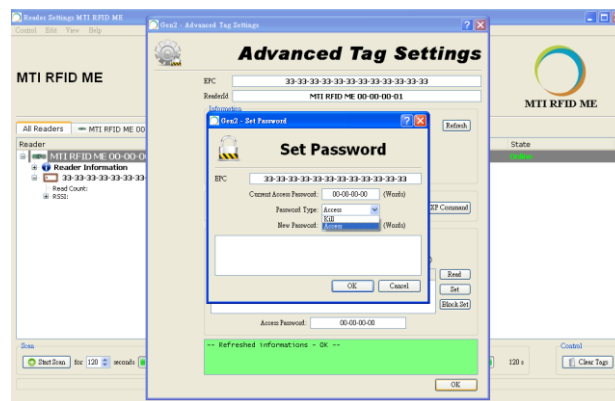 Reader Settings MTI RFID ME
Control Edit View Help
MTI RFID ME
MTI RFID ME
All Readers
MTI RFID ME 00
Reader
State
MTI RFID ME 00-00-0
online
Reader Information
33-33-33-33-33-33-33-
Read Count:
RSSI:
Scan
Start Scan for 120 seconds
120 s
Control
Clear Tags
Gen2 - Advanced Tag Settings
Advanced Tag Settings
EPC 33-33-33-33-33-33-33-33-33-33-33-33
ReaderId MTI RFID ME 00-00-00-01
Information
Refresh
XP Command
Read
Set
Block Set
Access Password: 00-00-00-00
-- Refreshed informations - OK --
OK
Gen2 - Set Password
Set Password
EPC 33-33-33-33-33-33-33-33-33-33-33-33
Current Access Password: 00-00-00-00 (Words)
Password Type: Access
Kill
Access
New Password: (Words)
OK Cancel